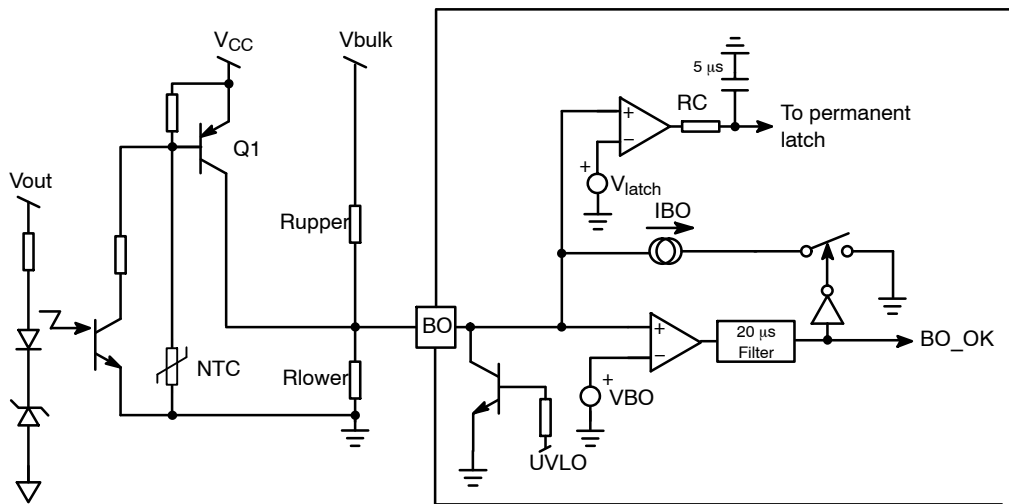 VCC
Vbulk
5 μs
RC
To permanent
latch
+
−
Q1
Vout
+
Vlatch
IBO
Rupper
BO
+
−
20 μs
Filter
BO_OK
NTC
Rlower
+
VBO
UVLO